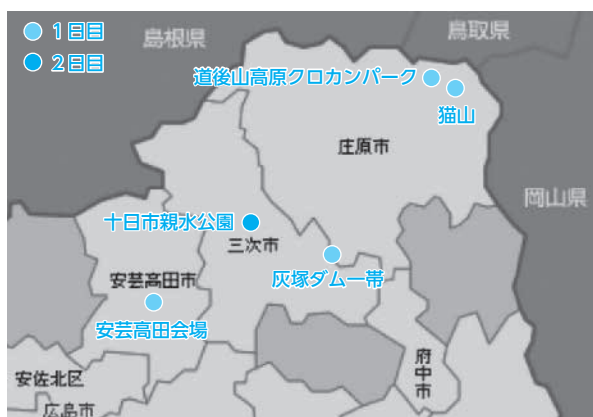 1日目
2日目
島根県
鳥取県
道後山高原クロカンパーク
猫山
庄原市
岡山県
十日市親水公園
三次市
灰塚ダム一帯
安芸高田市
安芸高田会場
府中市
安佐北区
広島市